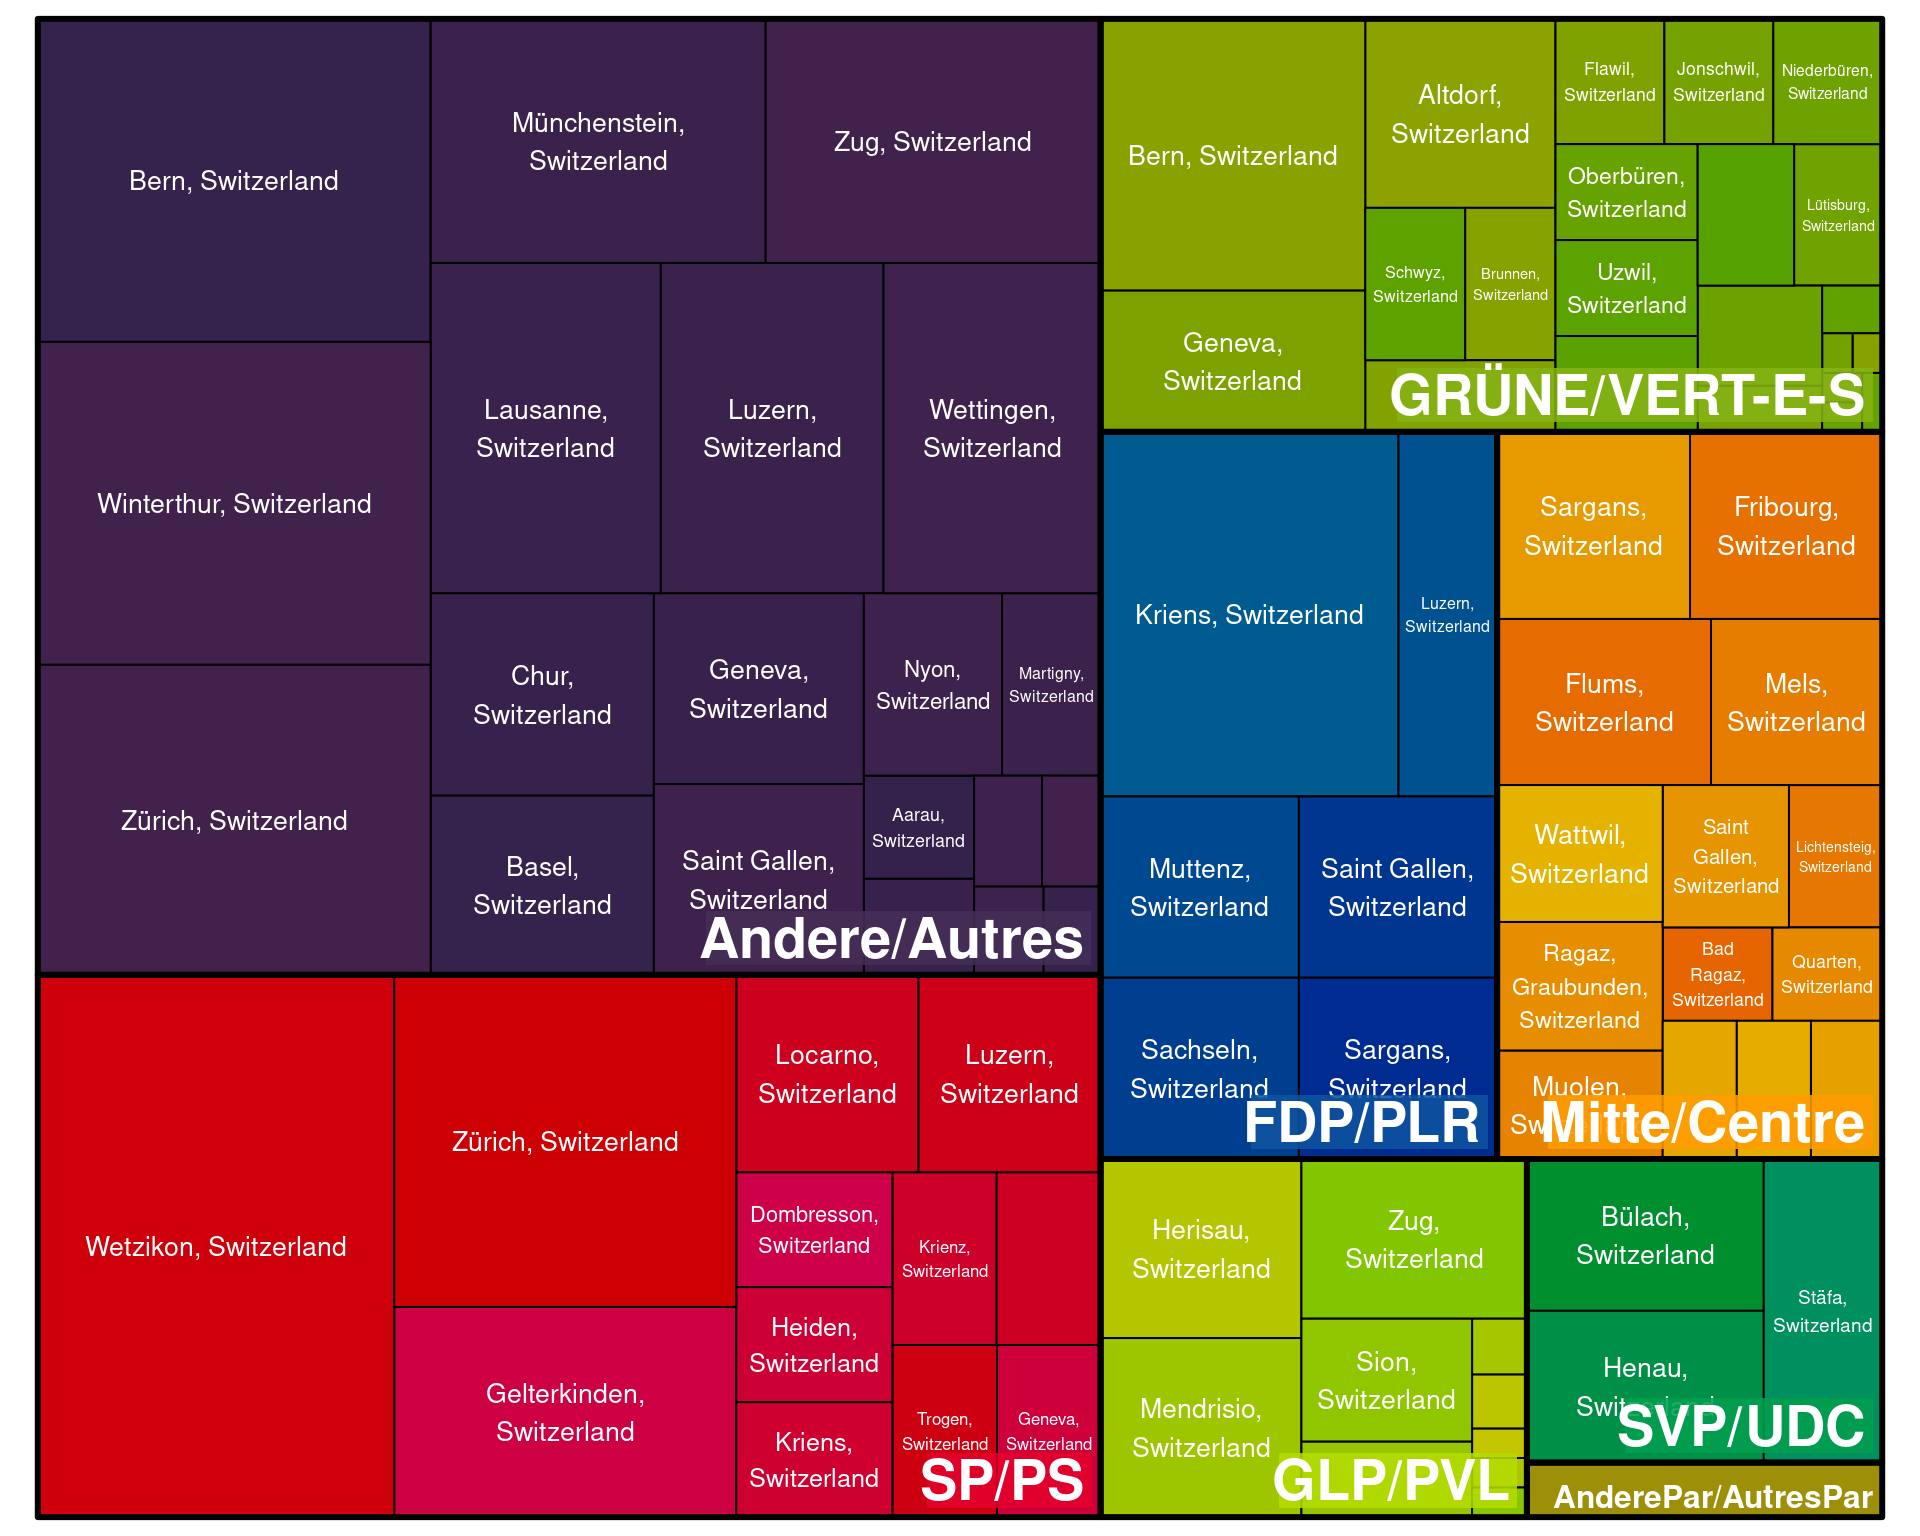 Bern, Switzerland
Münchenstein,
Switzerland
Zug, Switzerland
Winterthur, Switzerland
Lausanne,
Switzerland
Luzern,
Switzerland
Wettingen,
Switzerland
Zürich, Switzerland
Chur,
Switzerland
Geneva,
Switzerland
Nyon,
Switzerland
Martigny,
Switzerland
Basel,
Switzerland
Saint Gallen,
Switzerland
Aarau,
Switzerland
Andere/Autres
Wetzikon, Switzerland
Zürich, Switzerland
Gelterkinden,
Switzerland
Locarno,
Switzerland
Luzern,
Switzerland
Dombresson,
Switzerland
Krienz,
Switzerland
Heiden,
Switzerland
Kriens,
Switzerland
Trogen,
Switzerland
Geneva,
Switzerland
SP/PS
Bern, Switzerland
Geneva,
Switzerland
Altdorf,
Switzerland
Schwyz,
Switzerland
Brunnen,
Switzerland
Flawil,
Switzerland
Jonschwil,
Switzerland
Niederbüren,
Switzerland
Oberbüren,
Switzerland
Uzwil,
Switzerland
Lütisburg,
Switzerland
GRÜNE/VERT-E-S
Kriens, Switzerland
Luzern,
Switzerland
Muttenz,
Switzerland
Saint Gallen,
Switzerland
Sachseln,
Switzerland
Sargans,
Switzerland
FDP/PLR
Sargans,
Switzerland
Fribourg,
Switzerland
Flums,
Switzerland
Mels,
Switzerland
Wattwil,
Switzerland
Saint
Gallen,
Switzerland
Lichtensteig,
Switzerland
Ragaz,
Graubunden,
Switzerland
Bad
Ragaz,
Switzerland
Quarten,
Switzerland
Muolen,
Mitte/Centre
Herisau,
Switzerland
Zug,
Switzerland
Mendrisio,
Switzerland
Sion,
Switzerland
GLP/PVL
Bülach,
Switzerland
Stäfa,
Switzerland
Henau,
Switzerland
SVP/UDC
AnderePar/AutresPar